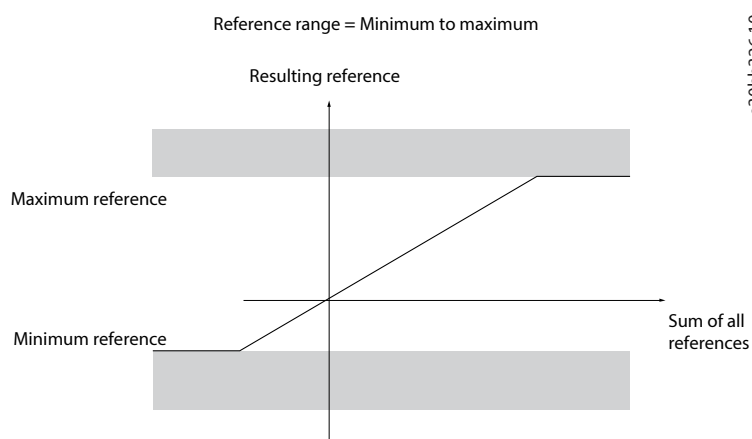 Reference range = Minimum to maximum
Resulting reference
Maximum reference
Minimum reference
Sum of all
references